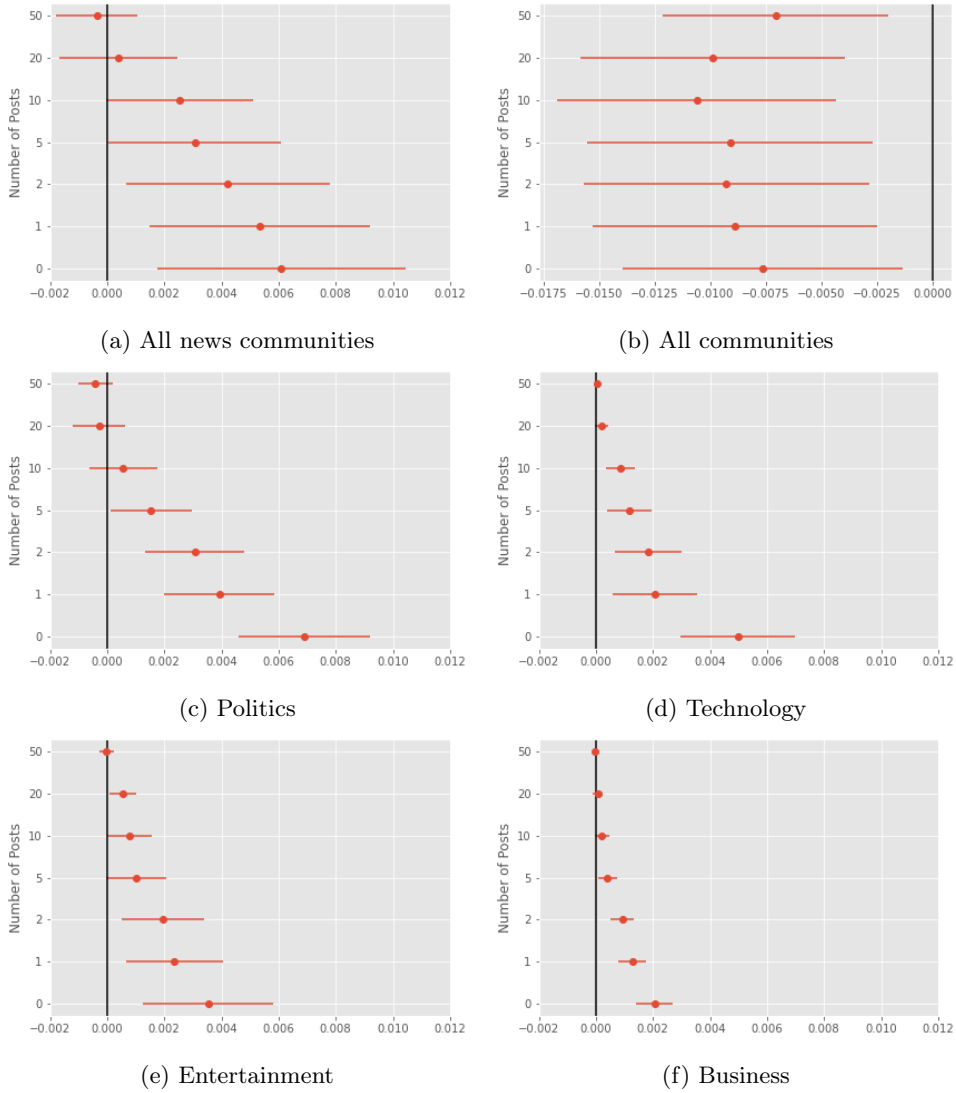 Number of Posts
50
20
10
5
2
1
0
−0.002 0.000 0.002 0.004 0.006 0.008 0.010 0.012
(a) All news communities
Number of Posts
50
20
10
5
2
1
0
−0.0175 −0.0150 −0.0125 −0.0100 −0.0075 −0.0050 −0.0025 0.0000
(b) All communities
Number of Posts
50
20
10
5
2
1
0
−0.002 0.000 0.002 0.004 0.006 0.008 0.010 0.012
(c) Politics
Number of Posts
50
20
10
5
2
1
0
−0.002 0.000 0.002 0.004 0.006 0.008 0.010 0.012
(d) Technology
Number of Posts
50
20
10
5
2
1
0
−0.002 0.000 0.002 0.004 0.006 0.008 0.010 0.012
(e) Entertainment
Number of Posts
50
20
10
5
2
1
0
−0.002 0.000 0.002 0.004 0.006 0.008 0.010 0.012
(f) Business